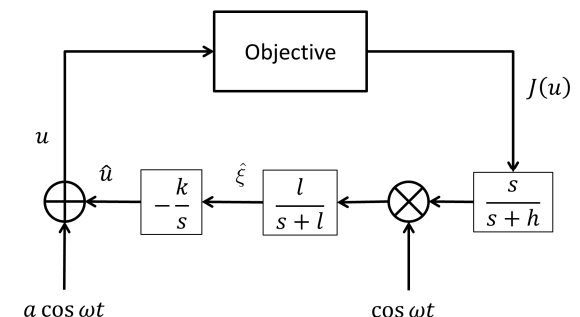 Objective
J(u)
u
û
ξ̂
−k/s
l/(s + l)
s/(s + h)
a cos ωt
cos ωt